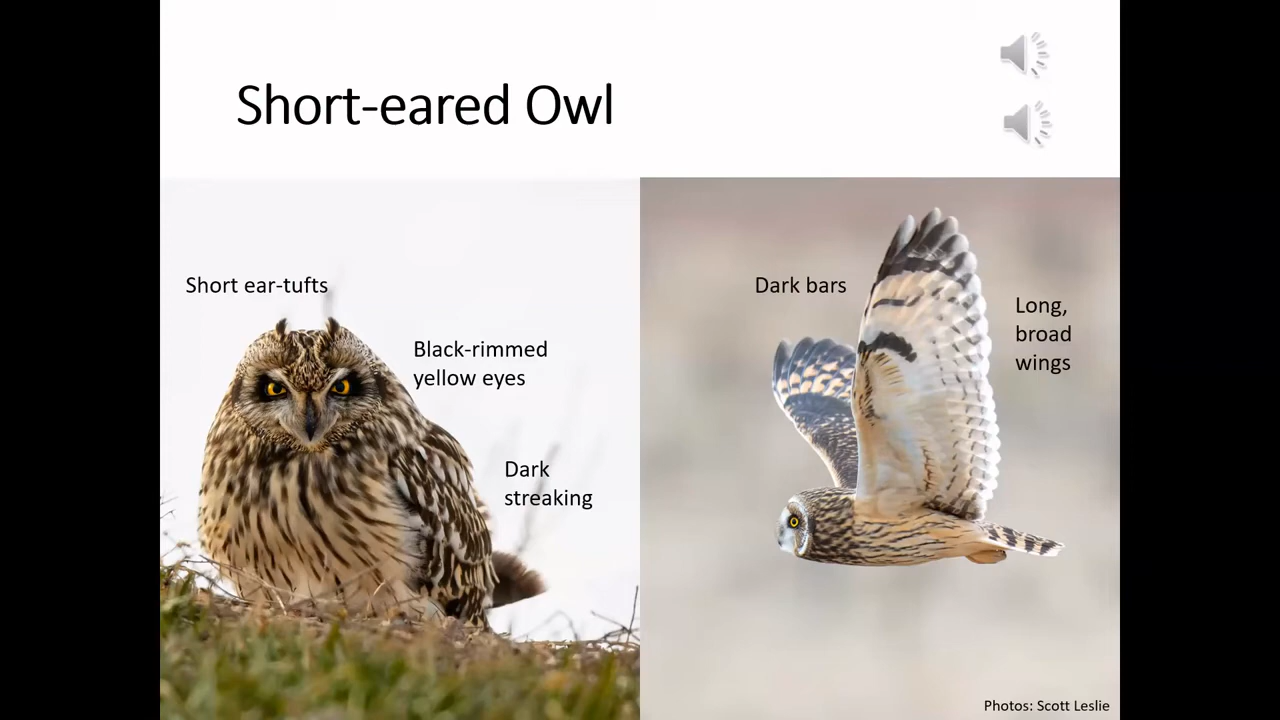 Short-eared Owl
Short ear-tufts
Black-rimmed
yellow eyes
Dark
streaking
Dark bars
Long,
broad
wings
Photos: Scott Leslie